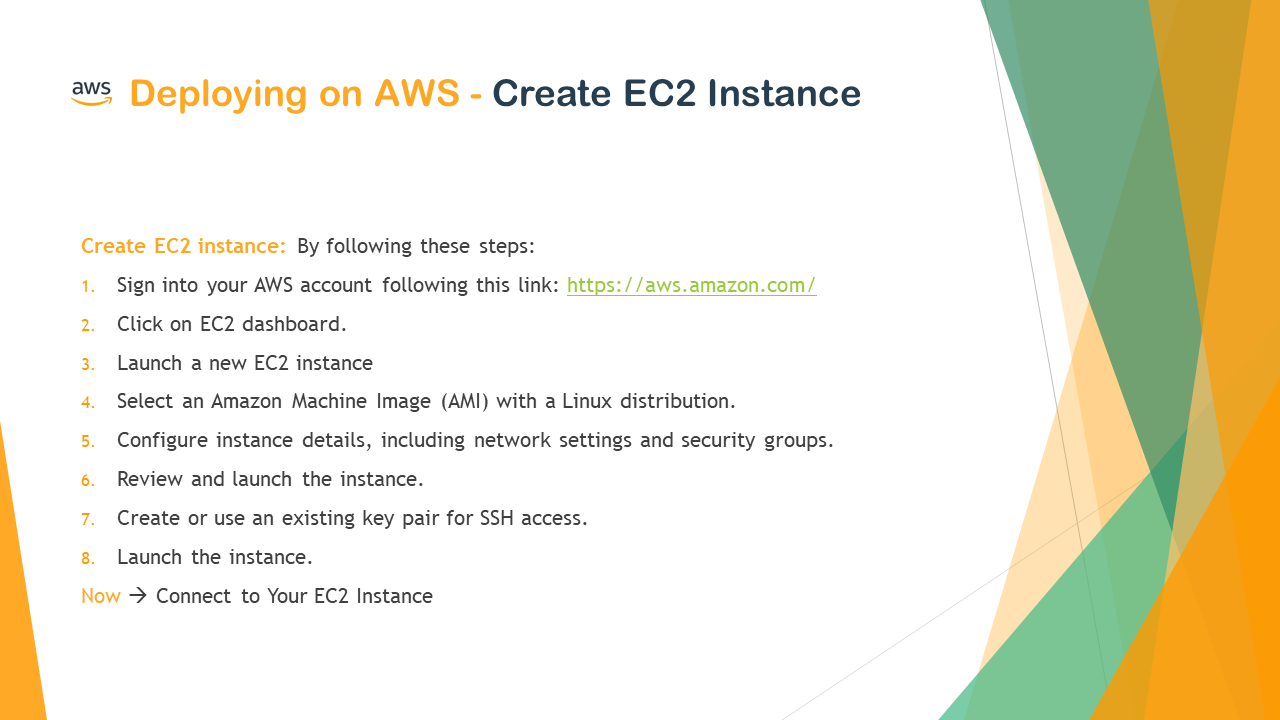 aws Deploying on AWS - Create EC2 Instance
Create EC2 instance: By following these steps:
1. Sign into your AWS account following this link: https://aws.amazon.com/
2. Click on EC2 dashboard.
3. Launch a new EC2 instance
4. Select an Amazon Machine Image (AMI) with a Linux distribution.
5. Configure instance details, including network settings and security groups.
6. Review and launch the instance.
7. Create or use an existing key pair for SSH access.
8. Launch the instance.
Now → Connect to Your EC2 Instance